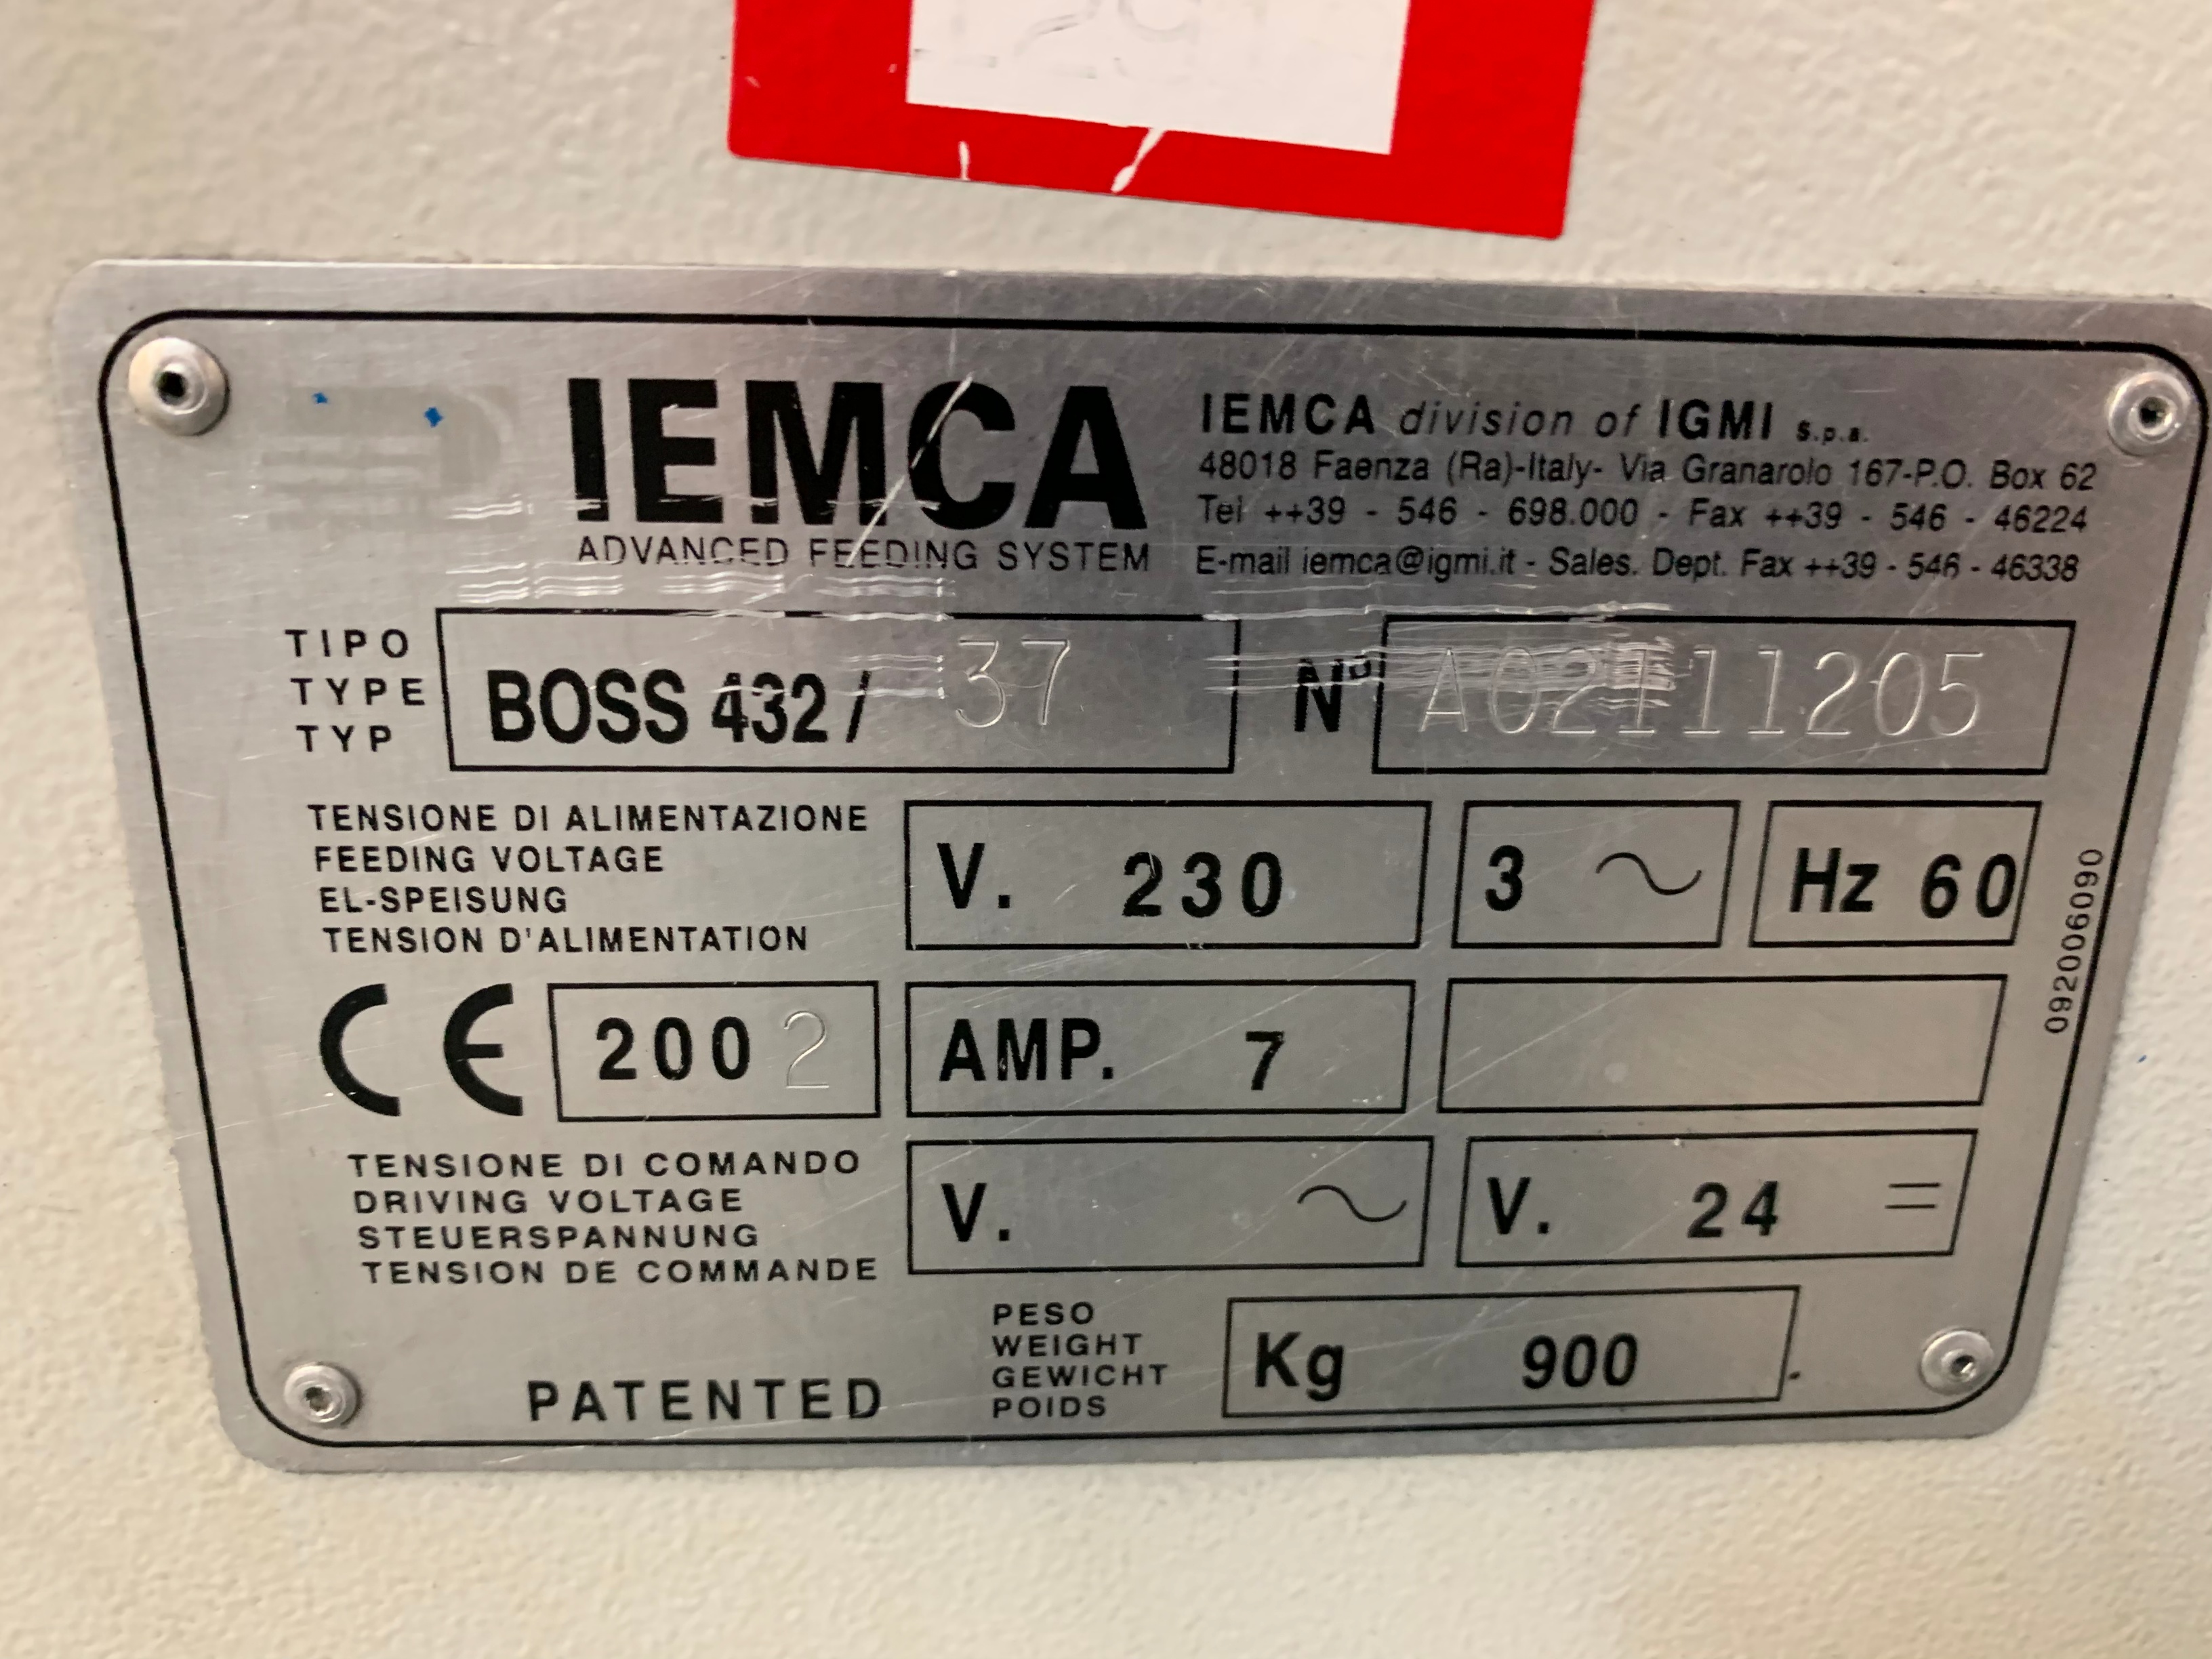 IEMCA
ADVANCED FEEDING SYSTEM
IEMCA division of IGMI s.p.a.
48018 Faenza (Ra)-Italy- Via Granarolo 167-P.O. Box 62
Tel ++39 - 546 - 698.000 - Fax ++39 - 546 - 46224
E-mail iemca@igmi.it - Sales. Dept. Fax ++39 - 546 - 46338
TIPO
TYPE
TYP
BOSS 432 / 37
N° A02111205
TENSIONE DI ALIMENTAZIONE
FEEDING VOLTAGE
EL-SPEISUNG
TENSION D'ALIMENTATION
V. 230
3 ~
Hz 60
CE
2002
AMP. 7
TENSIONE DI COMANDO
DRIVING VOLTAGE
STEUERSPANNUNG
TENSION DE COMMANDE
V. ~
V. 24 =
PATENTED
PESO
WEIGHT
GEWICHT
POIDS
Kg 900
092006090